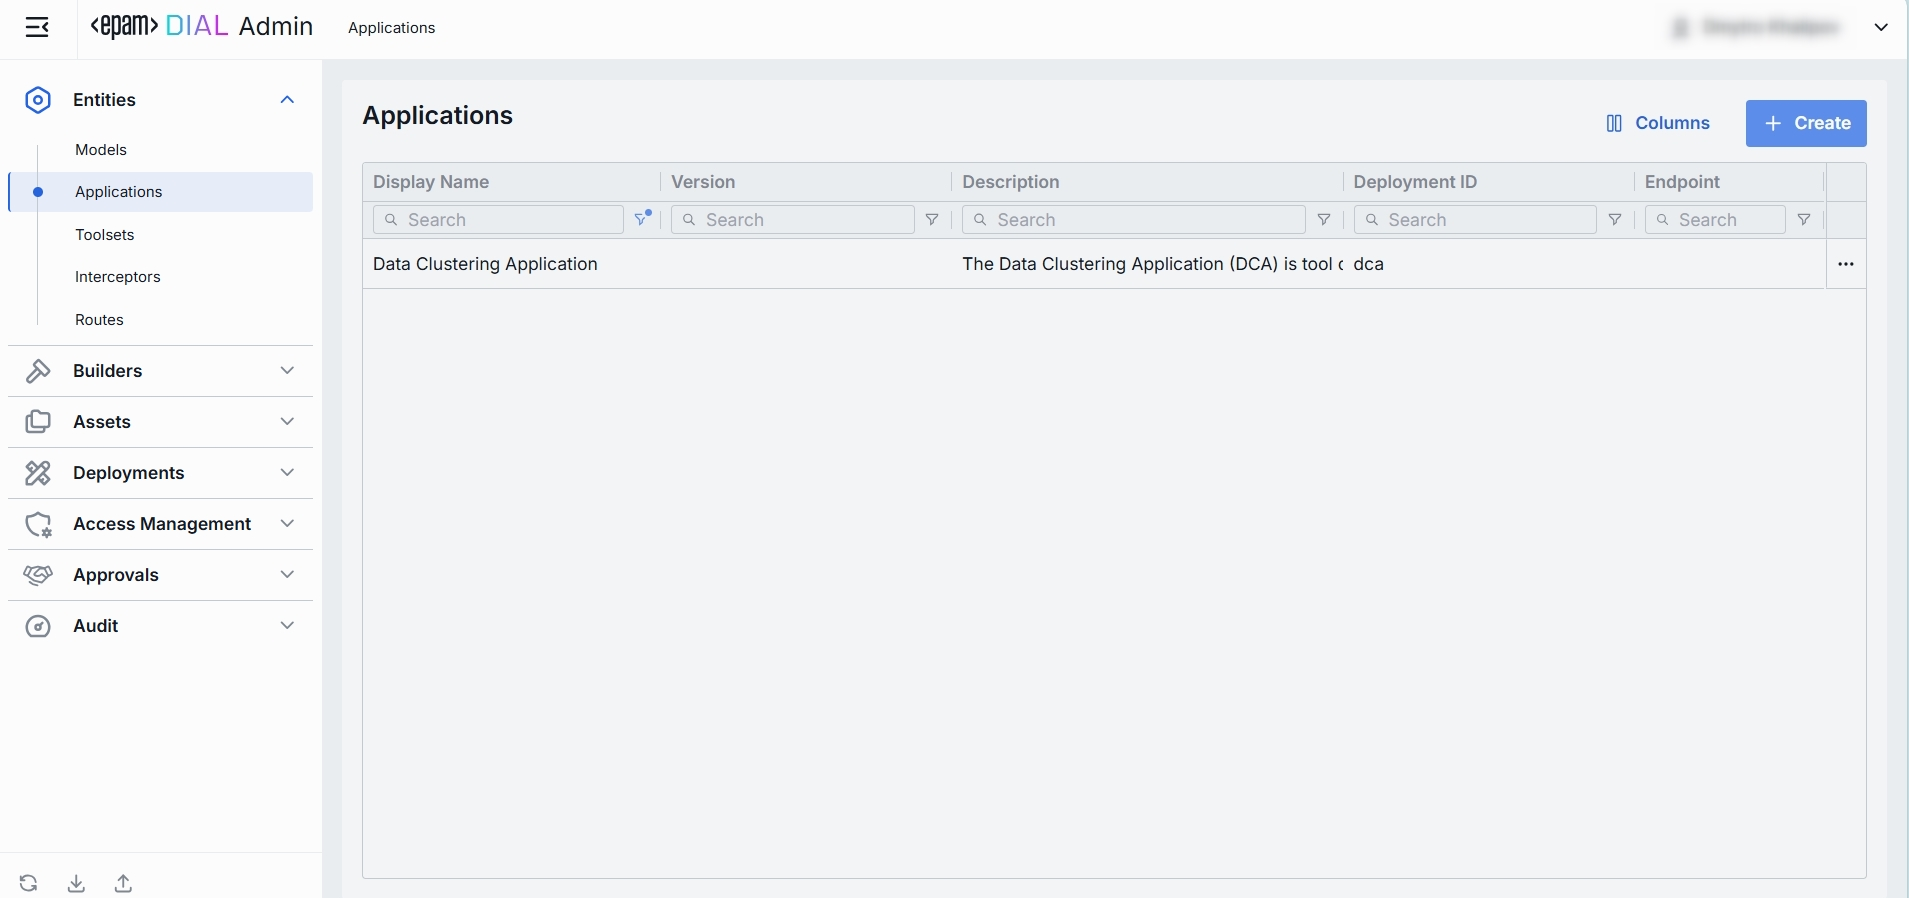 <epam> DIAL Admin
Applications
Entities
Models
Applications
Toolsets
Interceptors
Routes
Builders
Assets
Deployments
Access Management
Approvals
Audit
Applications
Columns
Create
Display Name Version Description Deployment ID Endpoint
Search Search Search Search Search
Data Clustering Application The Data Clustering Application (DCA) is tool dca